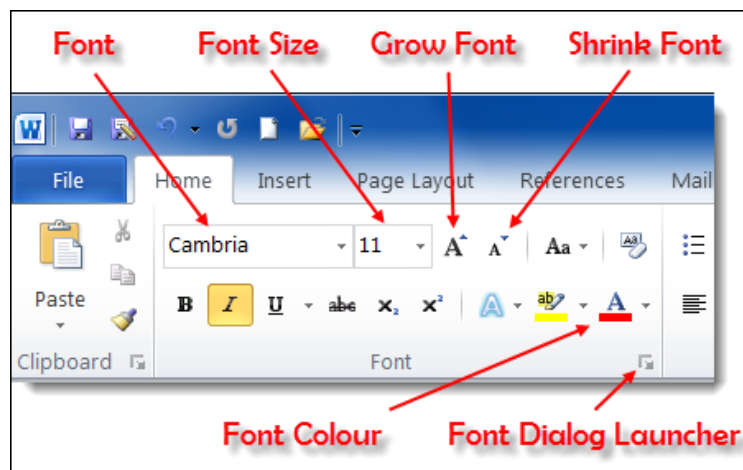 Font Font Size Grow Font Shrink Font
W
File Home Insert Page Layout References Mail
Cambria 11 A A Aa Aa
Paste B I U abc x₂ x² A ab A
Clipboard Font
Font Colour Font Dialog Launcher